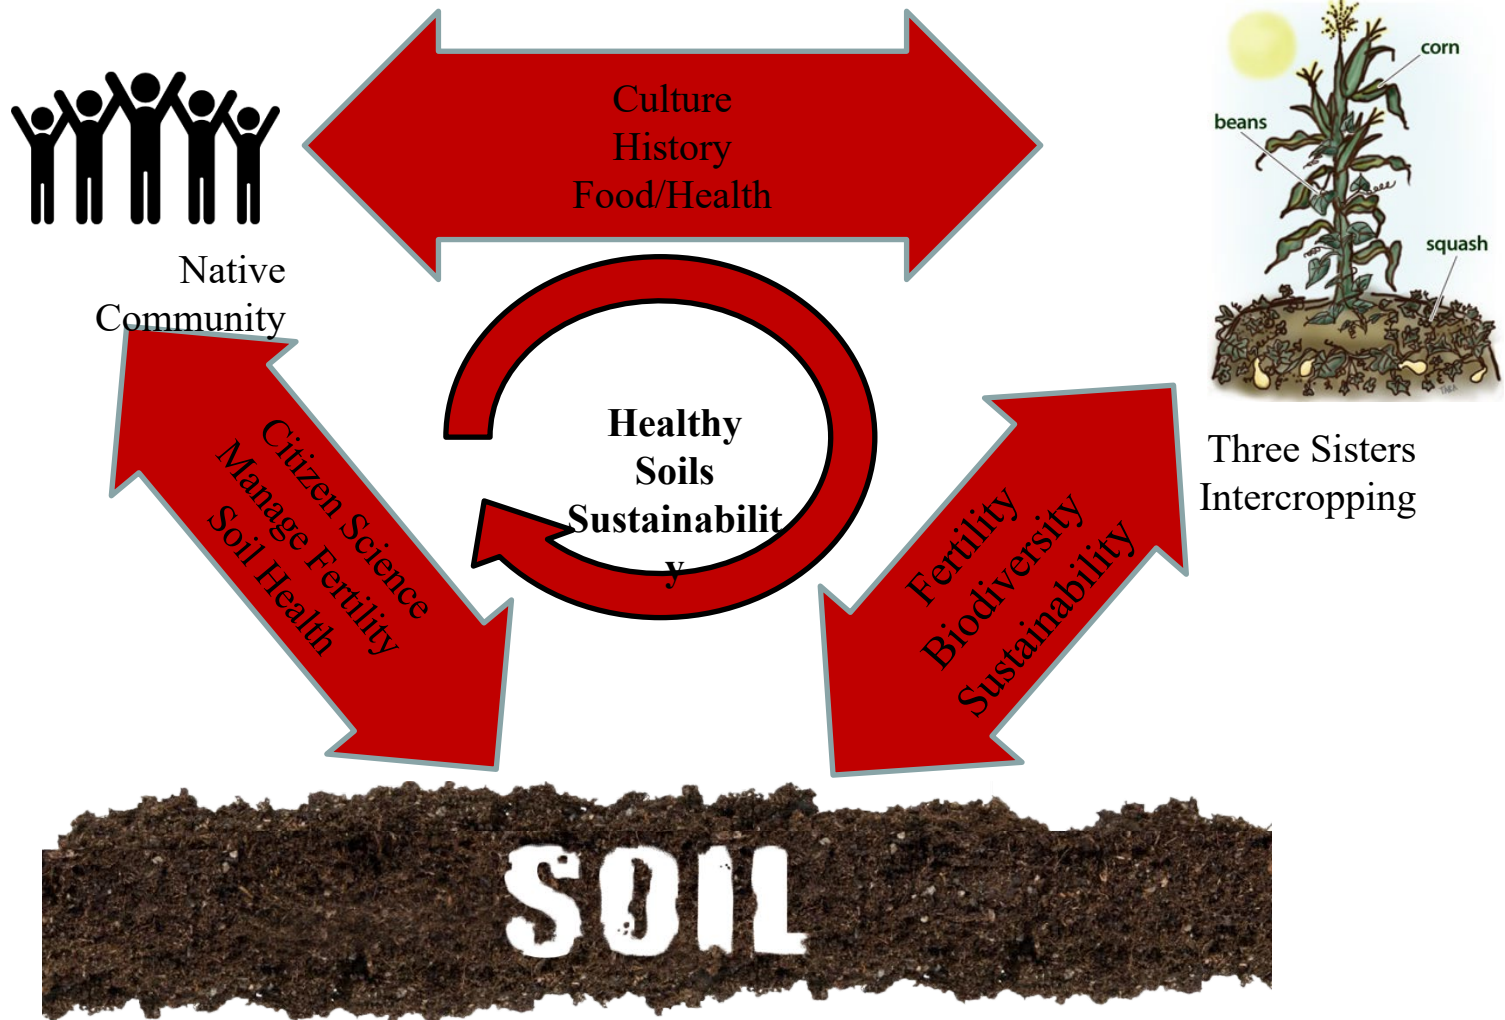 Culture
History
Food/Health
corn
beans
squash
Native
Community
Healthy
Soils
Sustainabilit
y
Three Sisters
Intercropping
Citizen Science
Manage Fertility
Soil Health
Fertility
Biodiversity
Sustainability
SOIL